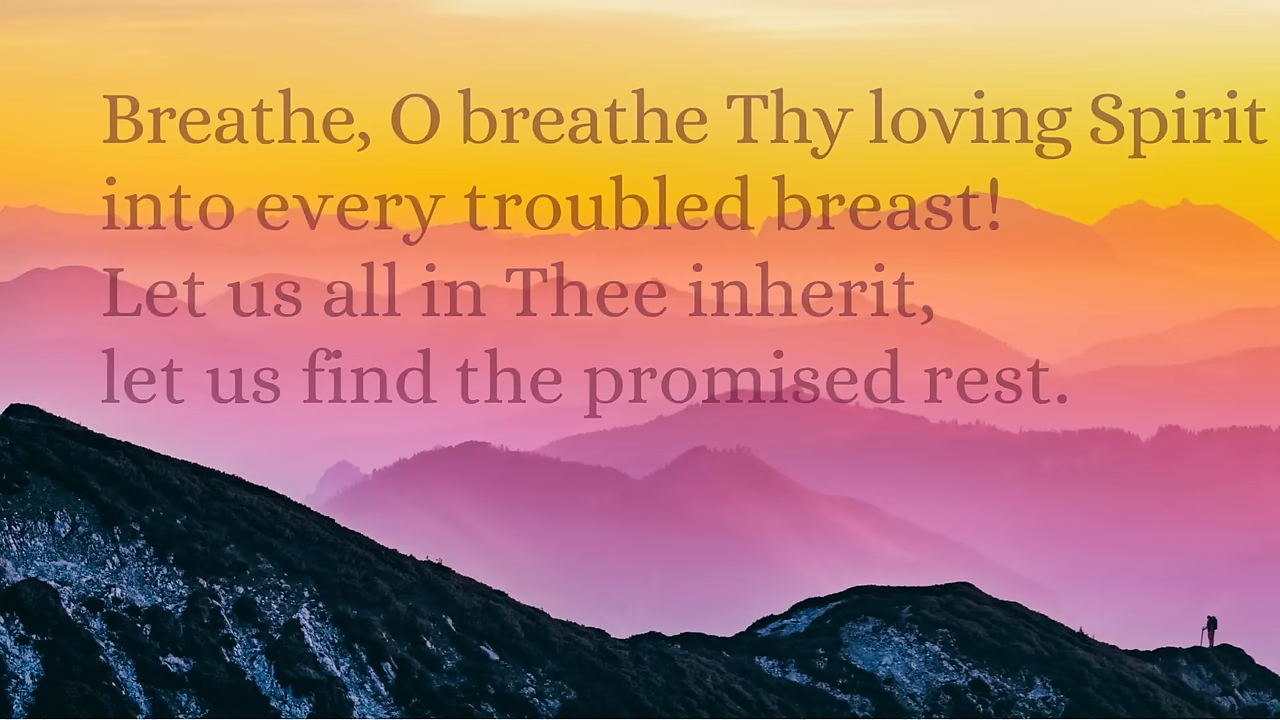 Breathe, O breathe Thy loving Spirit
into every troubled breast!
Let us all in Thee inherit,
let us find the promised rest.